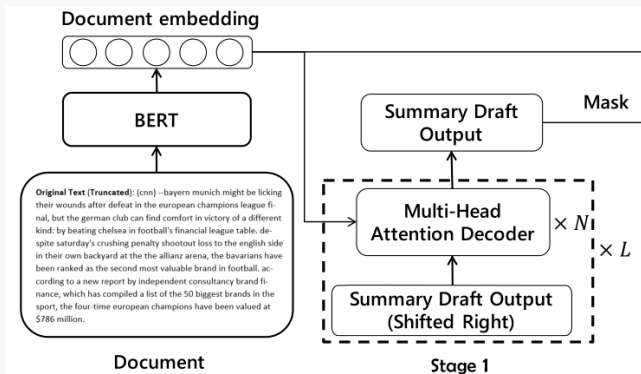 Document embedding
BERT
Original Text (Truncated): (cnn) --bayern munich might be licking
their wounds after defeat in the european champions league fi-
nal, but the german club can find comfort in victory of a different
kind: by beating chelsea in football's financial league table. de-
spite saturday's crushing penalty shootout loss to the english side
in their own backyard at the the allianz arena, the bavarians have
been ranked as the second most valuable brand in football. ac-
cording to a new report by independent consultancy brand fi-
nance, which has compiled a list of the 50 biggest brands in the
sport, the four-time european champions have been valued at
$786 million.
Document
Summary Draft
Output
Mask
Multi-Head
Attention Decoder
× N
× L
Summary Draft Output
(Shifted Right)
Stage 1